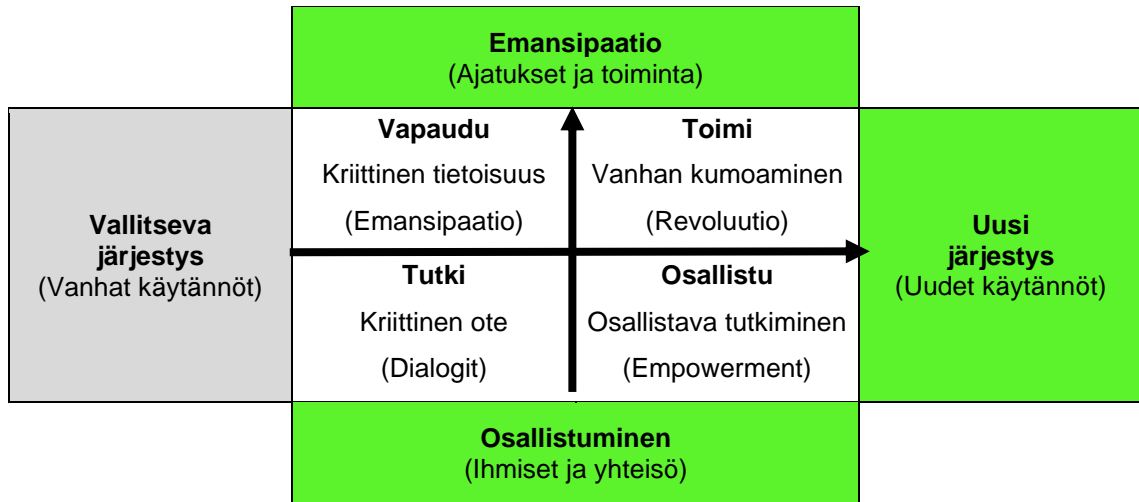 Emansipaatio
(Ajatukset ja toiminta)
Vallitseva
järjestys
(Vanhat käytännöt)
Vapaudu
Kriittinen tietoisuus
(Emansipaatio)
Toimi
Vanhan kumoaminen
(Revoluutio)
Tutki
Kriittinen ote
(Dialogit)
Osallistu
Osallistava tutkiminen
(Empowerment)
Uusi
järjestys
(Uudet käytännöt)
Osallistuminen
(Ihmiset ja yhteisö)